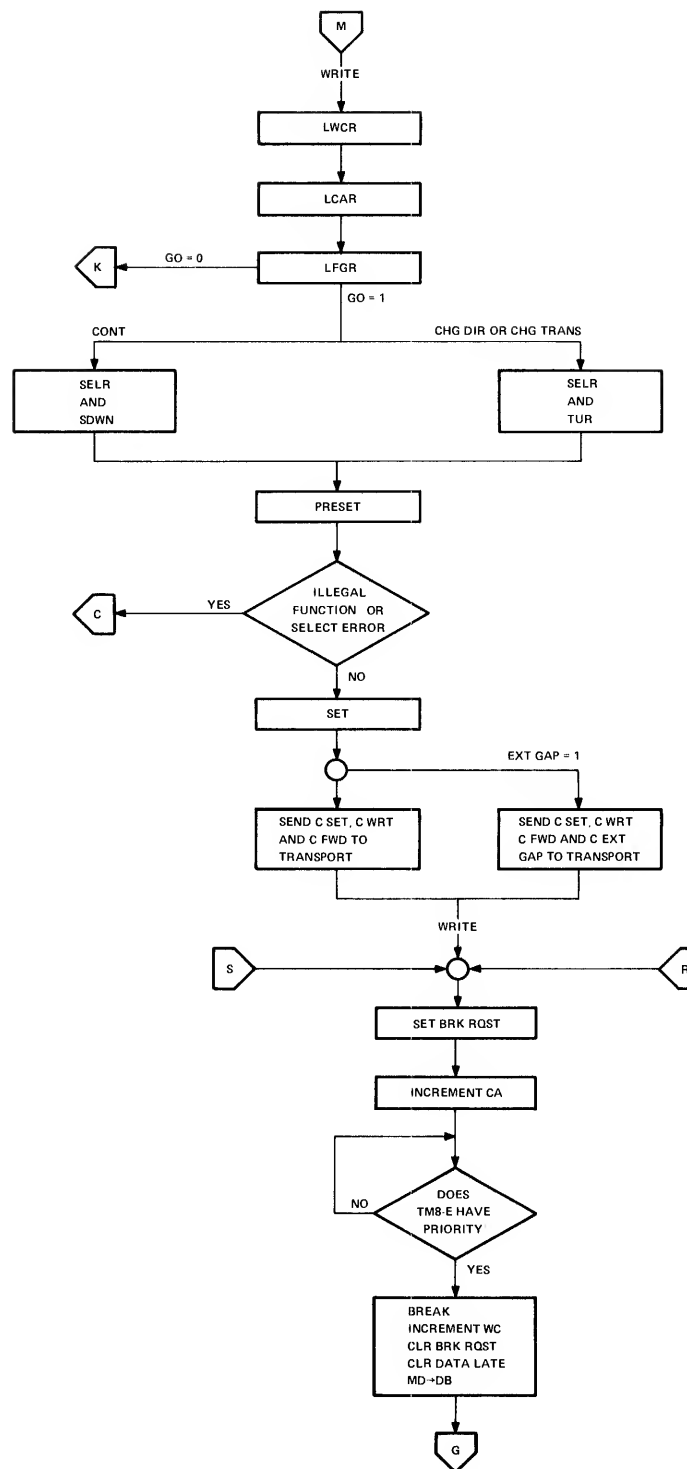 M
WRITE
LWCR
LCAR
K
GO = 0
LFGR
GO = 1
CONT
CHG DIR OR CHG TRANS
SELR
AND
SDWN
SELR
AND
TUR
PRESET
ILLEGAL
FUNCTION OR
SELECT ERROR
YES
C
NO
SET
EXT GAP = 1
SEND C SET, C WRT
AND C FWD TO
TRANSPORT
SEND C SET, C WRT
C FWD AND C EXT
GAP TO TRANSPORT
WRITE
S
R
SET BRK RQST
INCREMENT CA
DOES
TM8-E HAVE
PRIORITY
NO
YES
BREAK
INCREMENT WC
CLR BRK RQST
CLR DATA LATE
MD→DB
G